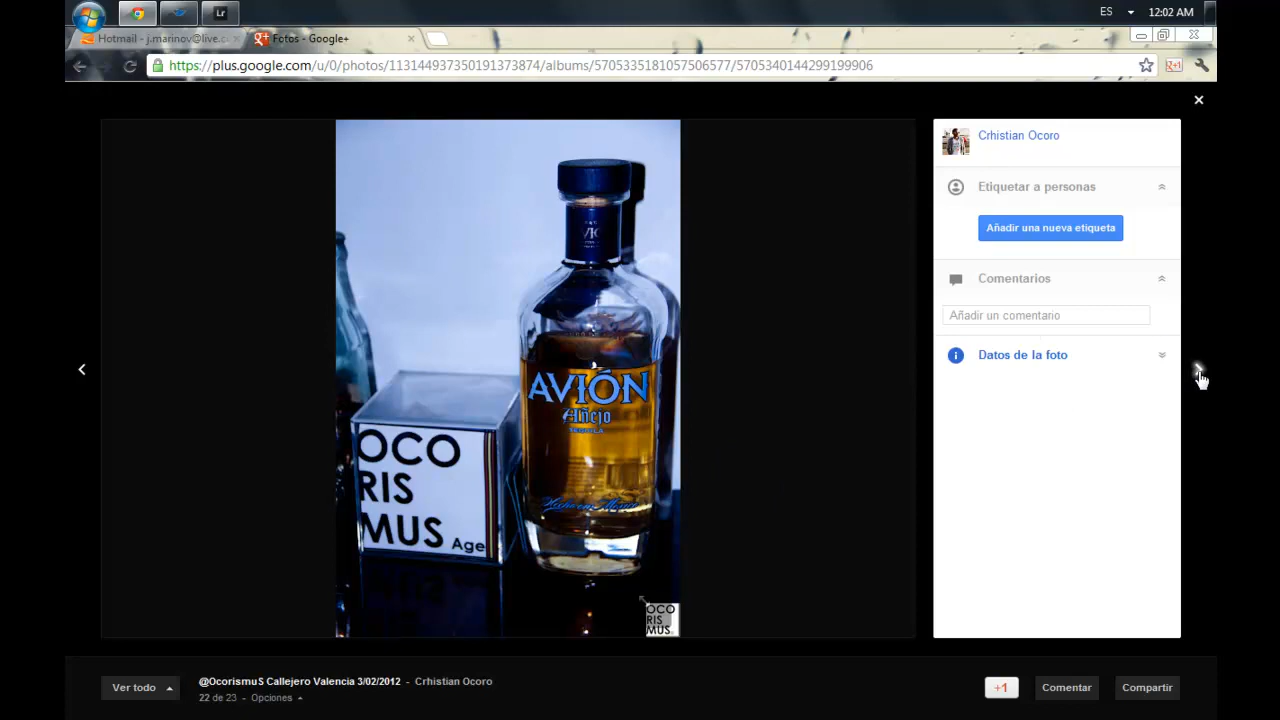 Lr
ES
12:02 AM
Hotmail - j.marinov@live.c
Fotos - Google+
https://plus.google.com/u/0/photos/113144937350191373874/albums/5705335181057506577/5705340144299199906
+1
Crhistian Ocoro
Etiquetar a personas
Añadir una nueva etiqueta
Comentarios
Añadir un comentario
Datos de la foto
AVIÓN
Añejo
TEQUILA
OCO
RIS
MUS Age
OCO
RIS
MUS
Ver todo
@OcorismuS Callejero Valencia 3/02/2012 - Crhistian Ocoro
22 de 23 - Opciones
+1
Comentar
Compartir